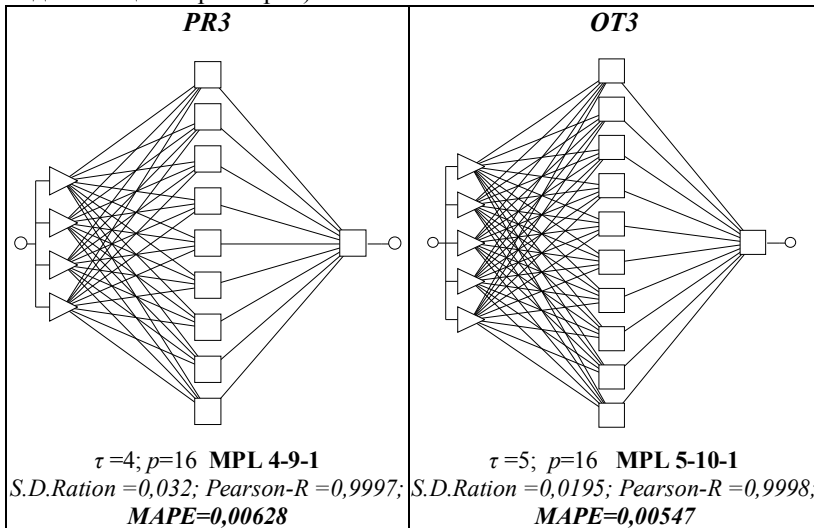 PR3
OT3
τ =4; p=16 MPL 4-9-1
S.D.Ration =0,032; Pearson-R =0,9997;
MAPE=0,00628
τ =5; p=16 MPL 5-10-1
S.D.Ration =0,0195; Pearson-R =0,9998;
MAPE=0,00547